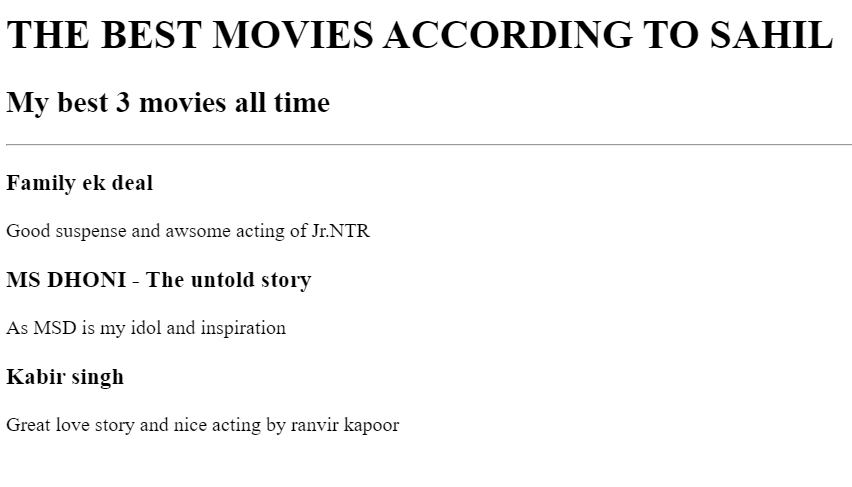 THE BEST MOVIES ACCORDING TO SAHIL
My best 3 movies all time
Family ek deal
Good suspense and awsome acting of Jr.NTR
MS DHONI - The untold story
As MSD is my idol and inspiration
Kabir singh
Great love story and nice acting by ranvir kapoor